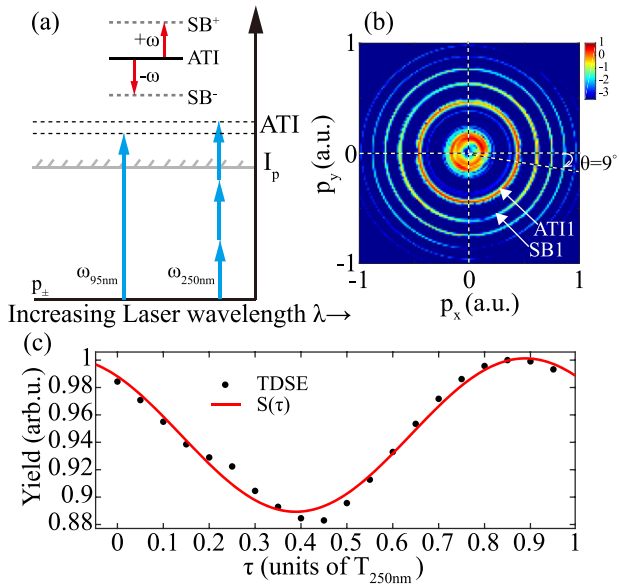 (a)
SB⁺
+ω
ATI
-ω
SB⁻
ATI
Iₚ
ω95nm
ω250nm
p±
Increasing Laser wavelength λ→
(b)
1
0
-1
py (a.u.)
-1
0
1
px (a.u.)
θ=9°
ATI1
SB1
1
0
-1
-2
-3
(c)
1
0.98
0.96
0.94
0.92
0.9
0.88
Yield (arb.u.)
TDSE
S(τ)
0 0.1 0.2 0.3 0.4 0.5 0.6 0.7 0.8 0.9 1
τ (units of T250nm)